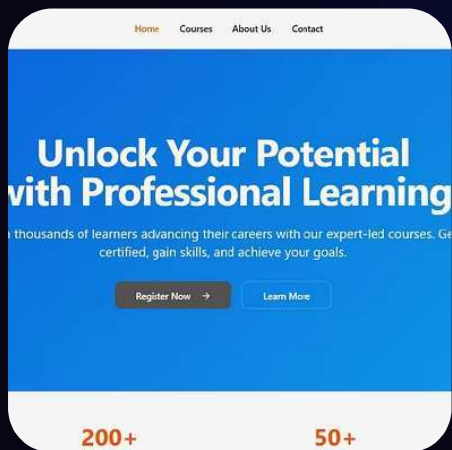 Home Courses About Us Contact
Unlock Your Potential
with Professional Learning
thousands of learners advancing their careers with our expert-led courses.
certified, gain skills, and achieve your goals.
Register Now → Learn More
200+ 50+